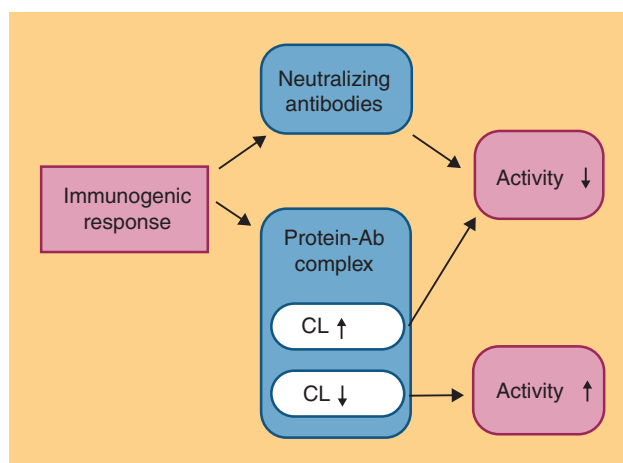 Neutralizing
antibodies
Immunogenic
response
Activity ↓
Protein-Ab
complex
CL ↑
CL ↓
Activity ↑